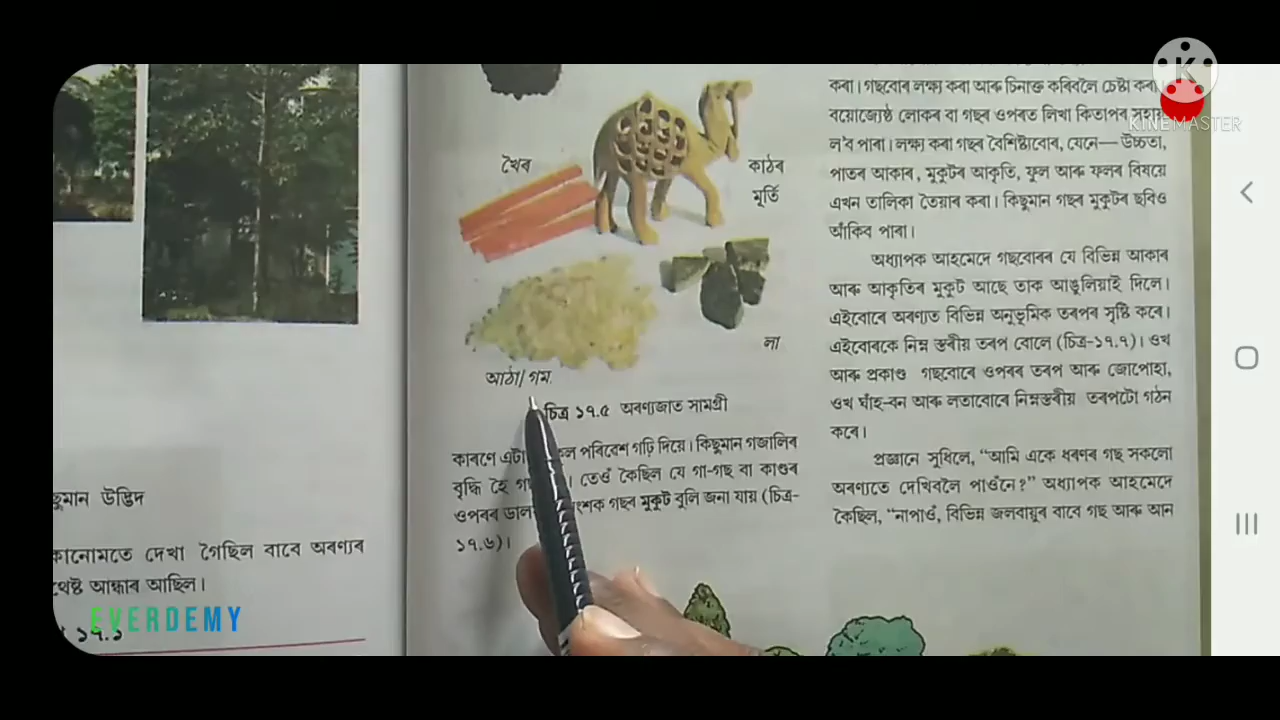 খৈৰ
কাঠৰ
মূৰ্তি
লা
আঠা/ গম
চিত্ৰ ১৭.৫ অৰণ্যজাত সামগ্ৰী
কাৰণে এটা পৰিৱেশ গঢ়ি দিয়ে। কিছুমান গজালিৰ
বৃদ্ধি হৈ । তেওঁ কৈছিল যে গা-গছ বা কাণ্ডৰ
ওপৰৰ ডাল গছৰ মুকুট বুলি জনা যায় (চিত্ৰ-
১৭.৬)।
কৰা। গছবোৰ লক্ষ্য কৰা আৰু চিনাক্ত কৰিবলৈ চেষ্টা কৰা।
বয়োজ্যেষ্ঠ লোকৰ বা গছৰ ওপৰত লিখা কিতাপৰ
ল'ব পাৰা। লক্ষ্য কৰা গছৰ বৈশিষ্ট্যবোৰ, যেনে— উচ্চতা,
পাতৰ আকাৰ, মুকুটৰ আকৃতি, ফুল আৰু ফলৰ বিষয়ে
এখন তালিকা তৈয়াৰ কৰা। কিছুমান গছৰ মুকুটৰ ছবিও
আঁকিব পাৰা।
অধ্যাপক আহমেদে গছবোৰৰ যে বিভিন্ন আকাৰ
আৰু আকৃতিৰ মুকুট আছে তাক আঙুলিয়াই দিলে।
এইবোৰে অৰণ্যত বিভিন্ন অনুভূমিক তৰপৰ সৃষ্টি কৰে।
এইবোৰকে নিম্ন স্তৰীয় তৰপ বোলে (চিত্ৰ-১৭.৭)। ওখ
আৰু প্ৰকাণ্ড গছবোৰে ওপৰৰ তৰপ আৰু জোপোহা,
ওখ ঘাঁহ-বন আৰু লতাবোৰে নিম্নস্তৰীয় তৰপটো গঠন
কৰে।
প্ৰজ্ঞানে সুধিলে, “আমি একে ধৰণৰ গছ সকলো
অৰণ্যতে দেখিবলৈ পাওঁনে?” অধ্যাপক আহমেদে
কৈছিল, “নাপাওঁ, বিভিন্ন জলবায়ুৰ বাবে গছ আৰু আন
ছুমান উদ্ভিদ
কানোমতে দেখা গৈছিল বাবে অৰণ্যৰ
থেষ্ট আন্ধাৰ আছিল।
১৭.১
EVERDEMY
KINEMASTER